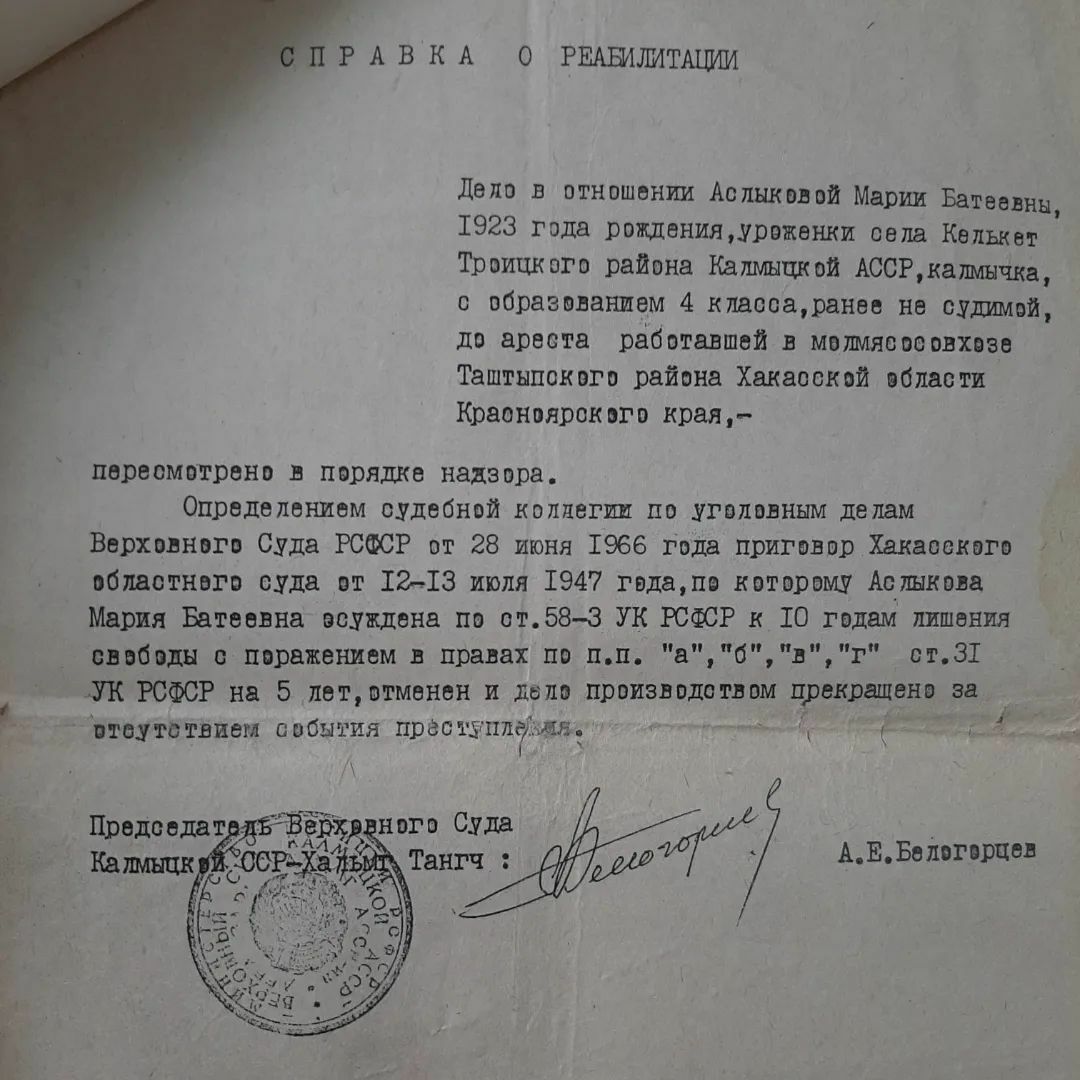 СПРАВКА О РЕАБИЛИТАЦИИ
Дело в отношении Аслыковой Марии Батеевны,
1923 года рождения,уроженки села Келькет
Троицкого района Калмыцкой АССР,калмычка,
с образованием 4 класса,ранее не судимой,
до ареста работавшей в молмясосовхозе
Таштыпского района Хакасской области
Красноярского края,-
пересмотрено в порядке надзора.
Определением судебной коллегии по уголовным делам
Верховного Суда РСФСР от 28 июня 1966 года приговор Хакасского
областного суда от 12-13 июля 1947 года,по которому Аслыкова
Мария Батеевна осуждена по ст.58-3 УК РСФСР к 10 годам лишения
свободы с поражением в правах по п.п. "а","б","в","г" ст.31
УК РСФСР на 5 лет,отменен и дело производством прекращено за
отсутствием события преступления.
Председатель Верховного Суда
Калмыцкой ССР-Хальмг Тангч :
А.Е.Белогорцев
РСФСР
ВЕРХОВНЫЙ
КАЛМЫЦКОЙ АССР